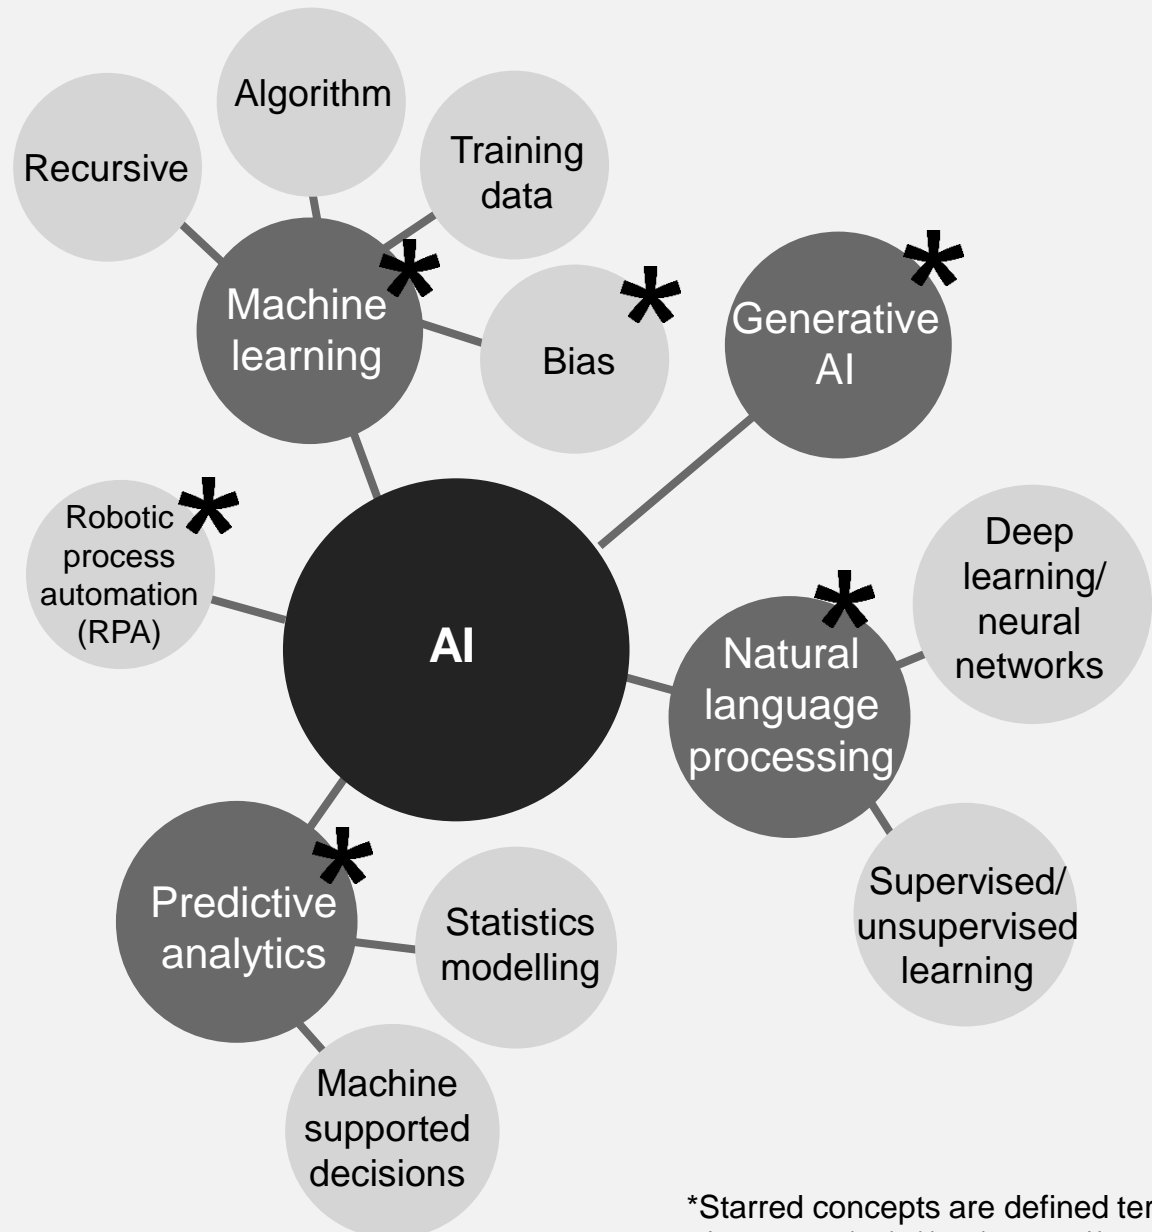 Algorithm
Recursive
Training
data
*
Machine
learning
*
Bias
*
Generative
AI
*
Robotic
process
automation
(RPA)
AI
*
Natural
language
processing
Deep
learning/
neural
networks
*
Predictive
analytics
Statistics
modelling
Supervised/
unsupervised
learning
Machine
supported
decisions
*Starred concepts are defined